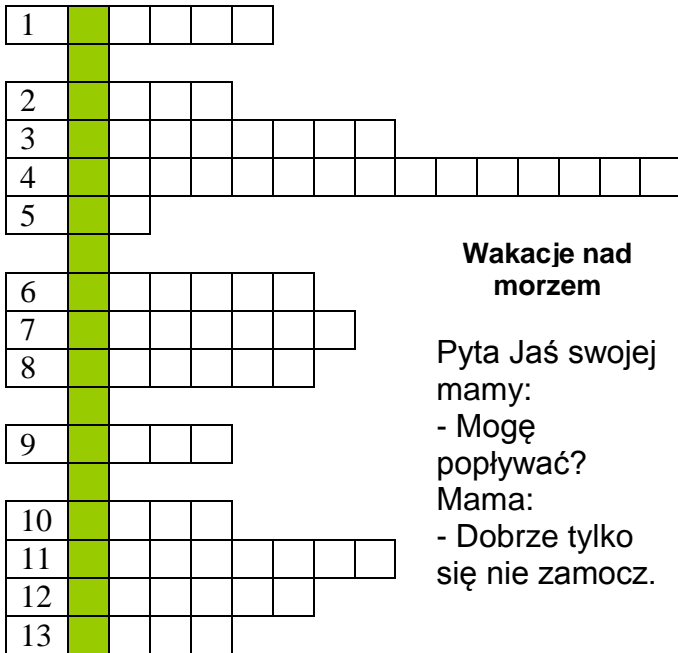 1
2
3
4
5
6
7
8
9
10
11
12
13
Wakacje nad
morzem
Pyta Jaś swojej
mamy:
- Mogę
popływać?
Mama:
- Dobrze tylko
się nie zamocz.